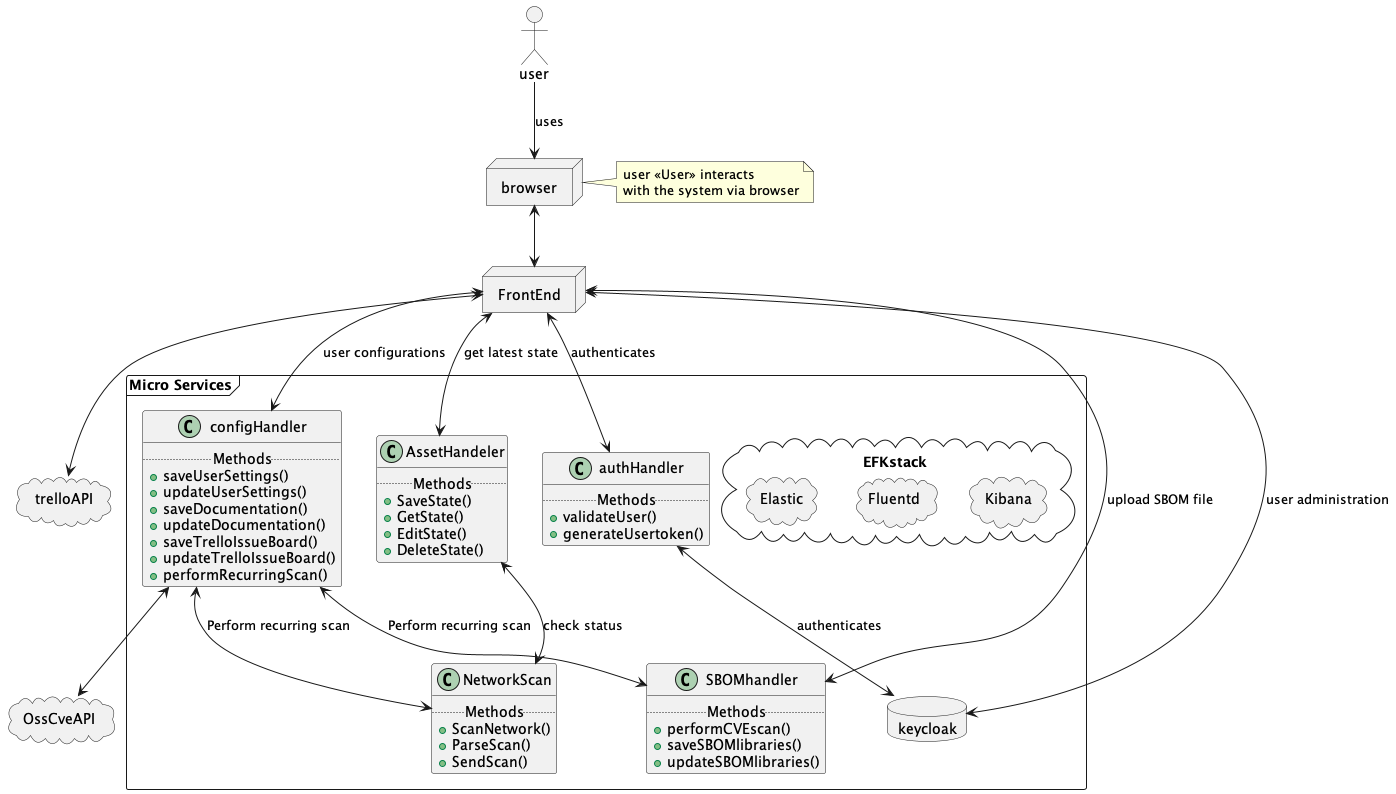 user
uses
browser
user «User» interacts
with the system via browser
FrontEnd
user configurations
get latest state
authenticates
Micro Services
C configHandler
Methods
saveUserSettings()
updateUserSettings()
saveDocumentation()
updateDocumentation()
saveTrelloIssueBoard()
updateTrelloIssueBoard()
performRecurringScan()
C AssetHandeler
Methods
SaveState()
GetState()
EditState()
DeleteState()
C authHandler
Methods
validateUser()
generateUsertoken()
EFKstack
Elastic
Fluentd
Kibana
trelloAPI
upload SBOM file
user administration
Perform recurring scan
Perform recurring scan
check status
authenticates
OssCveAPI
C NetworkScan
Methods
ScanNetwork()
ParseScan()
SendScan()
C SBOMhandler
Methods
performCVEscan()
saveSBOMlibraries()
updateSBOMlibraries()
keycloak